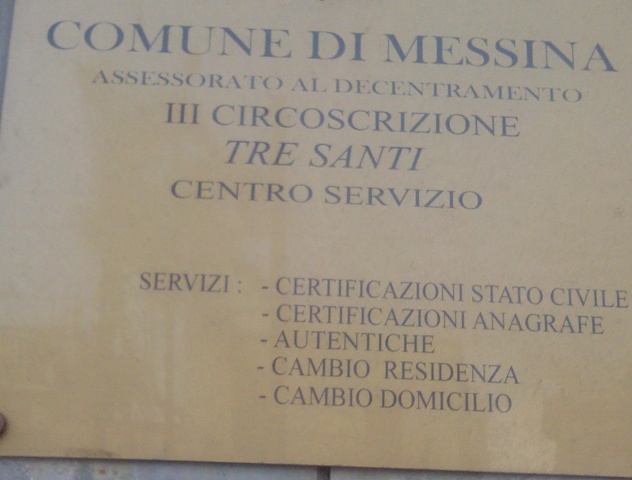 COMUNE DI MESSINA
ASSESSORATO AL DECENTRAMENTO
III CIRCOSCRIZIONE
TRE SANTI
CENTRO SERVIZIO
SERVIZI : - CERTIFICAZIONI STATO CIVILE
- CERTIFICAZIONI ANAGRAFE
- AUTENTICHE
- CAMBIO RESIDENZA
- CAMBIO DOMICILIO